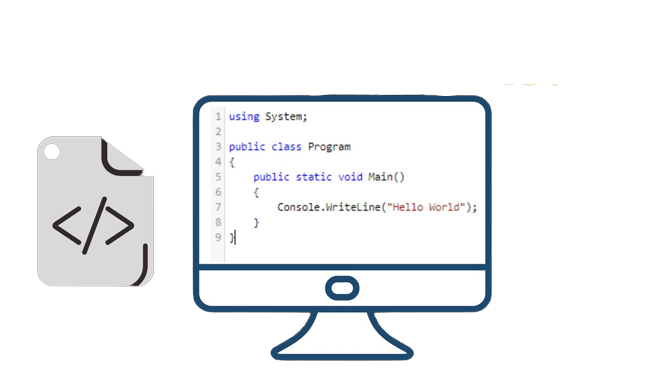 </>
1 using System;
2
3 public class Program
4 {
5     public static void Main()
6     {
7         Console.WriteLine("Hello World");
8     }
9 }